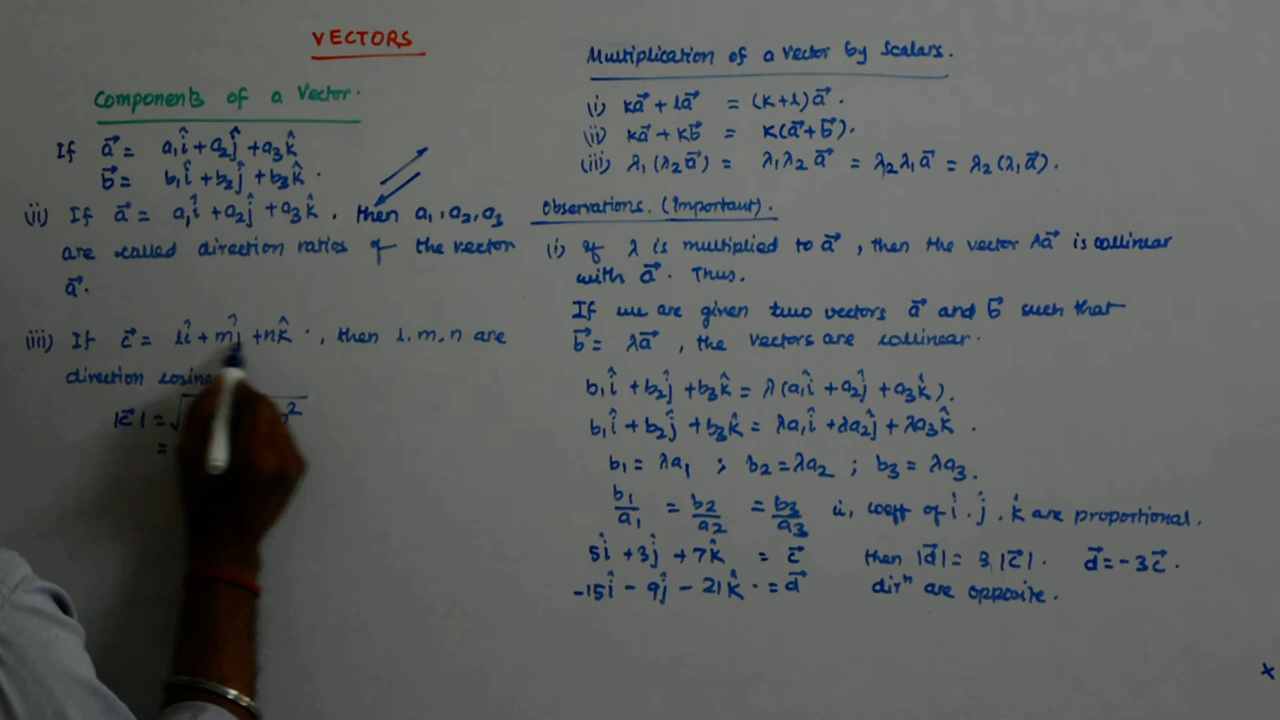 VECTORS
Components of a Vector.
If a⃗ = a₁î + a₂ĵ + a₃k̂
b⃗ = b₁î + b₂ĵ + b₃k̂ .
(ii) If a⃗ = a₁î + a₂ĵ + a₃k̂ . then a₁, a₂, a₃
are called direction ratios of the vector
a⃗.
(iii) If c⃗ = lî + mĵ + nk̂ . , then l, m, n are
direction cosine
|c⃗| = √ ²
=
Multiplication of a Vector by Scalars.
(i) ka⃗ + la⃗ = (k+l)a⃗.
(ii) ka⃗ + kb⃗ = k(a⃗+b⃗).
(iii) λ₁(λ₂a⃗) = λ₁λ₂a⃗ = λ₂λ₁a⃗ = λ₂(λ₁a⃗).
Observations. (Important).
(i) If λ is multiplied to a⃗, then the vector λa⃗ is collinear
with a⃗. Thus.
If we are given two vectors a⃗ and b⃗ such that
b⃗ = λa⃗, the vectors are collinear.
b₁î + b₂ĵ + b₃k̂ = λ(a₁î + a₂ĵ + a₃k̂).
b₁î + b₂ĵ + b₃k̂ = λa₁î + λa₂ĵ + λa₃k̂ .
b₁ = λa₁ ; b₂ = λa₂ ; b₃ = λa₃.
b₁/a₁ = b₂/a₂ = b₃/a₃ ie, coeff of î, ĵ, k̂ are proportional.
5î + 3ĵ + 7k̂ = c⃗ then |d⃗| = 3|c⃗|. d⃗ = -3c⃗.
-15î - 9ĵ - 21k̂ . = d⃗ dirⁿ are opposite.
x